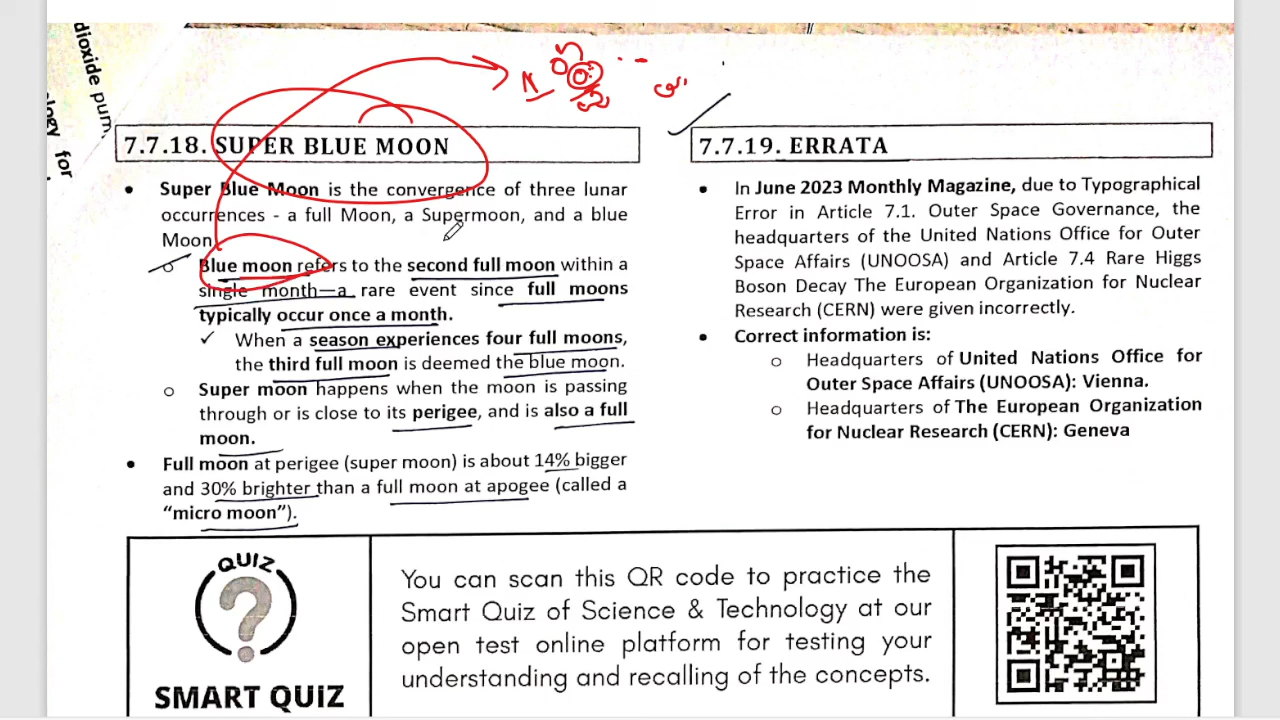 dioxide pum
ology for
7.7.18. SUPER BLUE MOON
• Super Blue Moon is the convergence of three lunar
occurrences - a full Moon, a Supermoon, and a blue
Moon
o Blue moon refers to the second full moon within a
single month—a rare event since full moons
typically occur once a month.
✓ When a season experiences four full moons,
the third full moon is deemed the blue moon.
o Super moon happens when the moon is passing
through or is close to its perigee, and is also a full
moon.
• Full moon at perigee (super moon) is about 14% bigger
and 30% brighter than a full moon at apogee (called a
“micro moon”).
7.7.19. ERRATA
• In June 2023 Monthly Magazine, due to Typographical
Error in Article 7.1. Outer Space Governance, the
headquarters of the United Nations Office for Outer
Space Affairs (UNOOSA) and Article 7.4 Rare Higgs
Boson Decay The European Organization for Nuclear
Research (CERN) were given incorrectly.
• Correct information is:
o Headquarters of United Nations Office for
Outer Space Affairs (UNOOSA): Vienna.
o Headquarters of The European Organization
for Nuclear Research (CERN): Geneva
QUIZ
SMART QUIZ
You can scan this QR code to practice the
Smart Quiz of Science & Technology at our
open test online platform for testing your
understanding and recalling of the concepts.